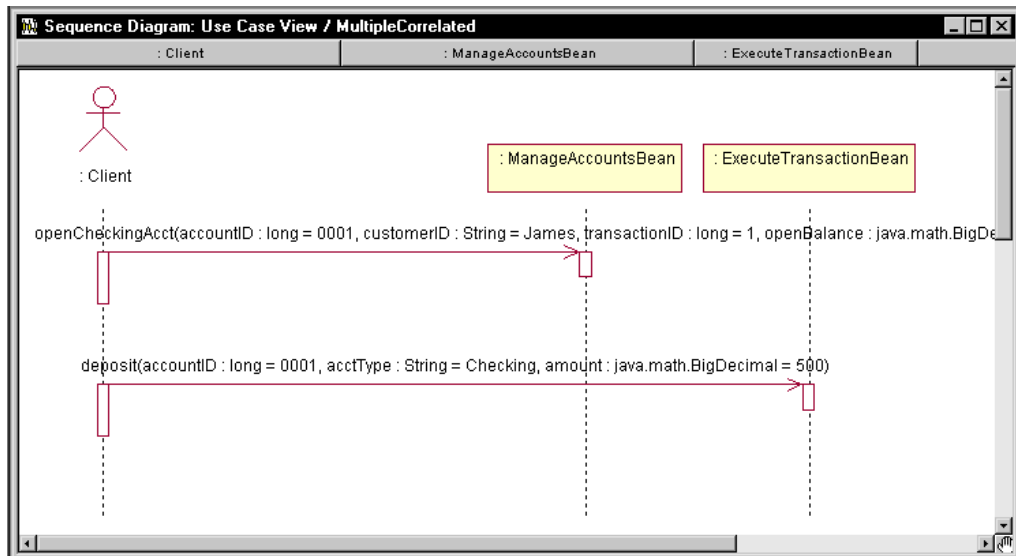 Sequence Diagram: Use Case View / MultipleCorrelated
: Client
: ManageAccountsBean
: ExecuteTransactionBean
: Client
: ManageAccountsBean
: ExecuteTransactionBean
openCheckingAcct(accountID : long = 0001, customerID : String = James, transactionID : long = 1, openBalance : java.math.BigDe
deposit(accountID : long = 0001, acctType : String = Checking, amount : java.math.BigDecimal = 500)